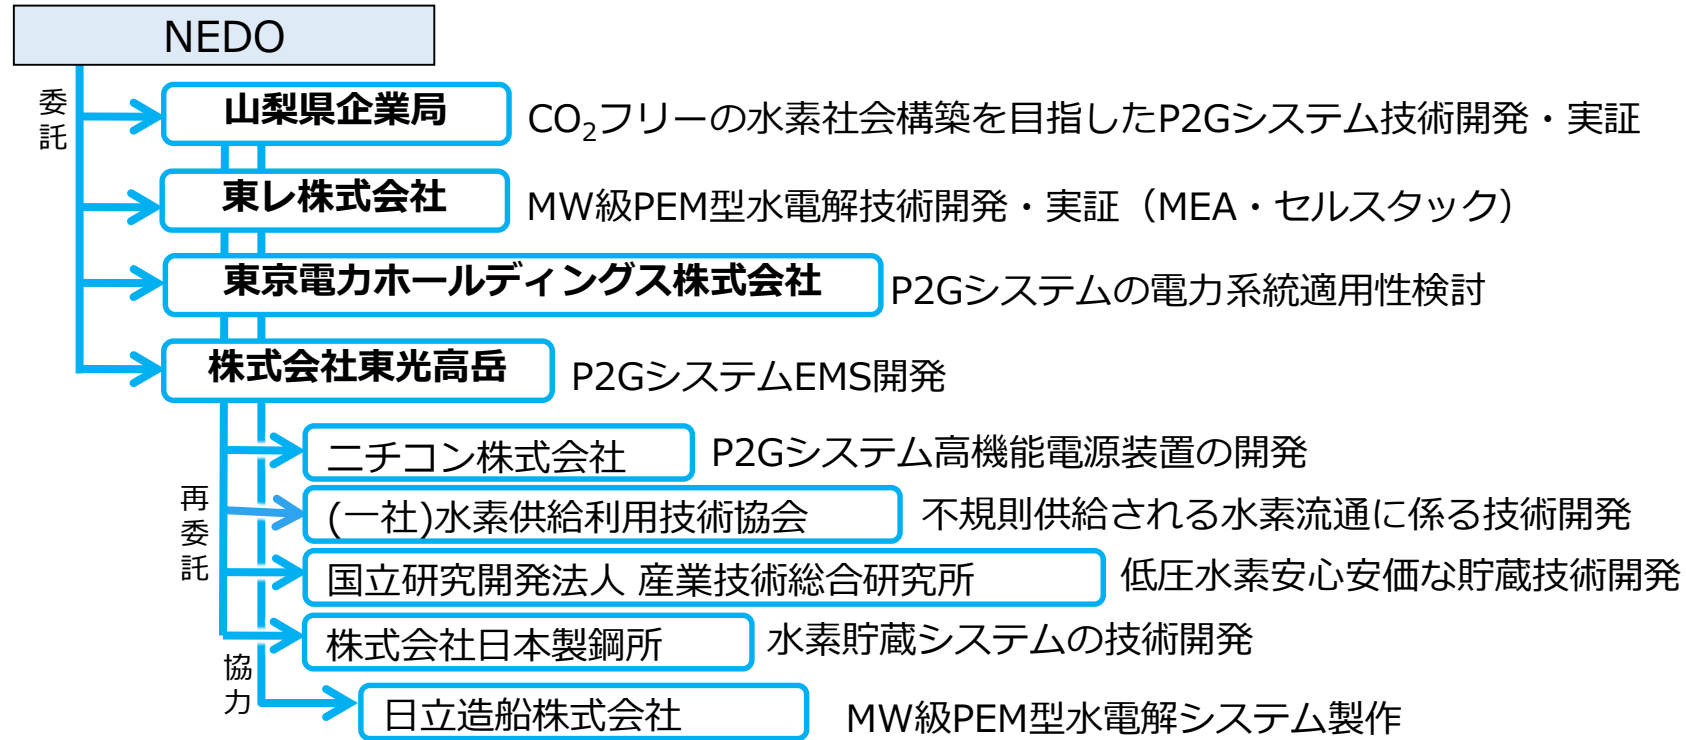 NEDO
委託
山梨県企業局
CO₂フリーの水素社会構築を目指したP2Gシステム技術開発・実証
東レ株式会社
MW級PEM型水電解技術開発・実証（MEA・セルスタック）
東京電力ホールディングス株式会社
P2Gシステムの電力系統適用性検討
株式会社東光高岳
P2GシステムEMS開発
再委託
ニチコン株式会社
P2Gシステム高機能電源装置の開発
(一社)水素供給利用技術協会
不規則供給される水素流通に係る技術開発
国立研究開発法人 産業技術総合研究所
低圧水素安心安価な貯蔵技術開発
株式会社日本製鋼所
水素貯蔵システムの技術開発
協力
日立造船株式会社
MW級PEM型水電解システム製作